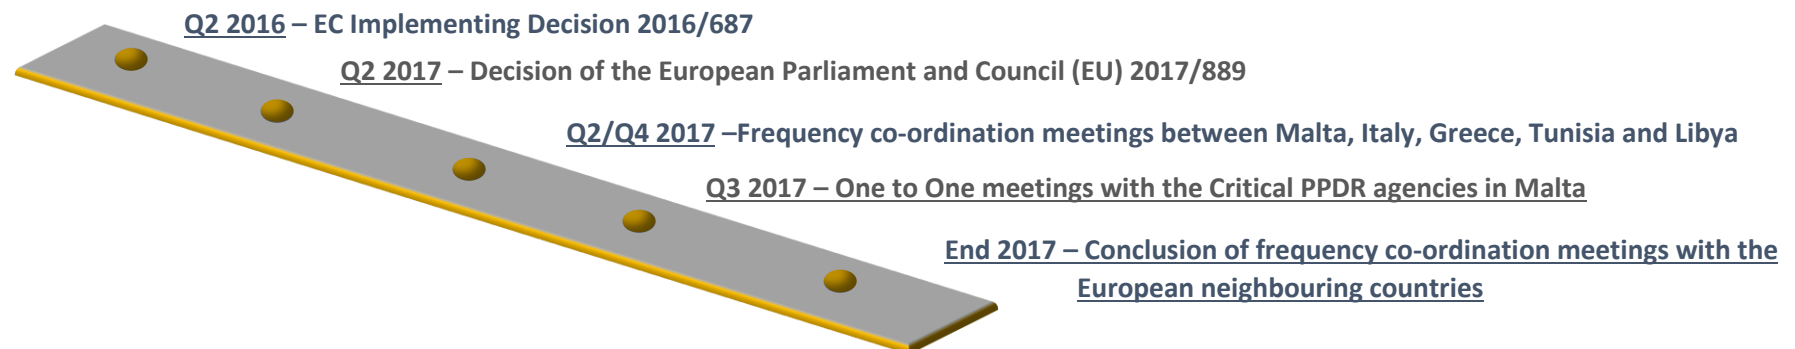 Q2 2016 – EC Implementing Decision 2016/687
Q2 2017 – Decision of the European Parliament and Council (EU) 2017/889
Q2/Q4 2017 –Frequency co-ordination meetings between Malta, Italy, Greece, Tunisia and Libya
Q3 2017 – One to One meetings with the Critical PPDR agencies in Malta
End 2017 – Conclusion of frequency co-ordination meetings with the
European neighbouring countries